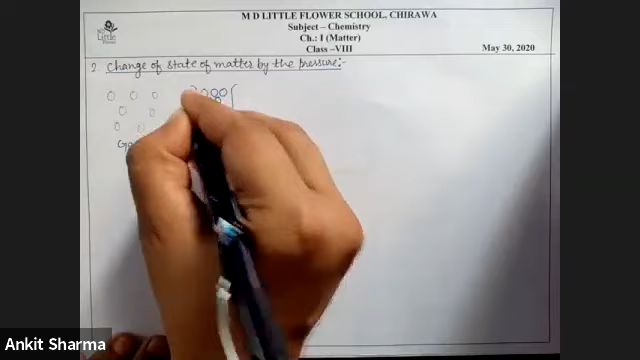 M D LITTLE FLOWER SCHOOL, CHIRAWA
Subject – Chemistry
Ch.: I (Matter)
Class –VIII
May 30, 2020
2. Change of state of matter by the pressure:-
Ankit Sharma